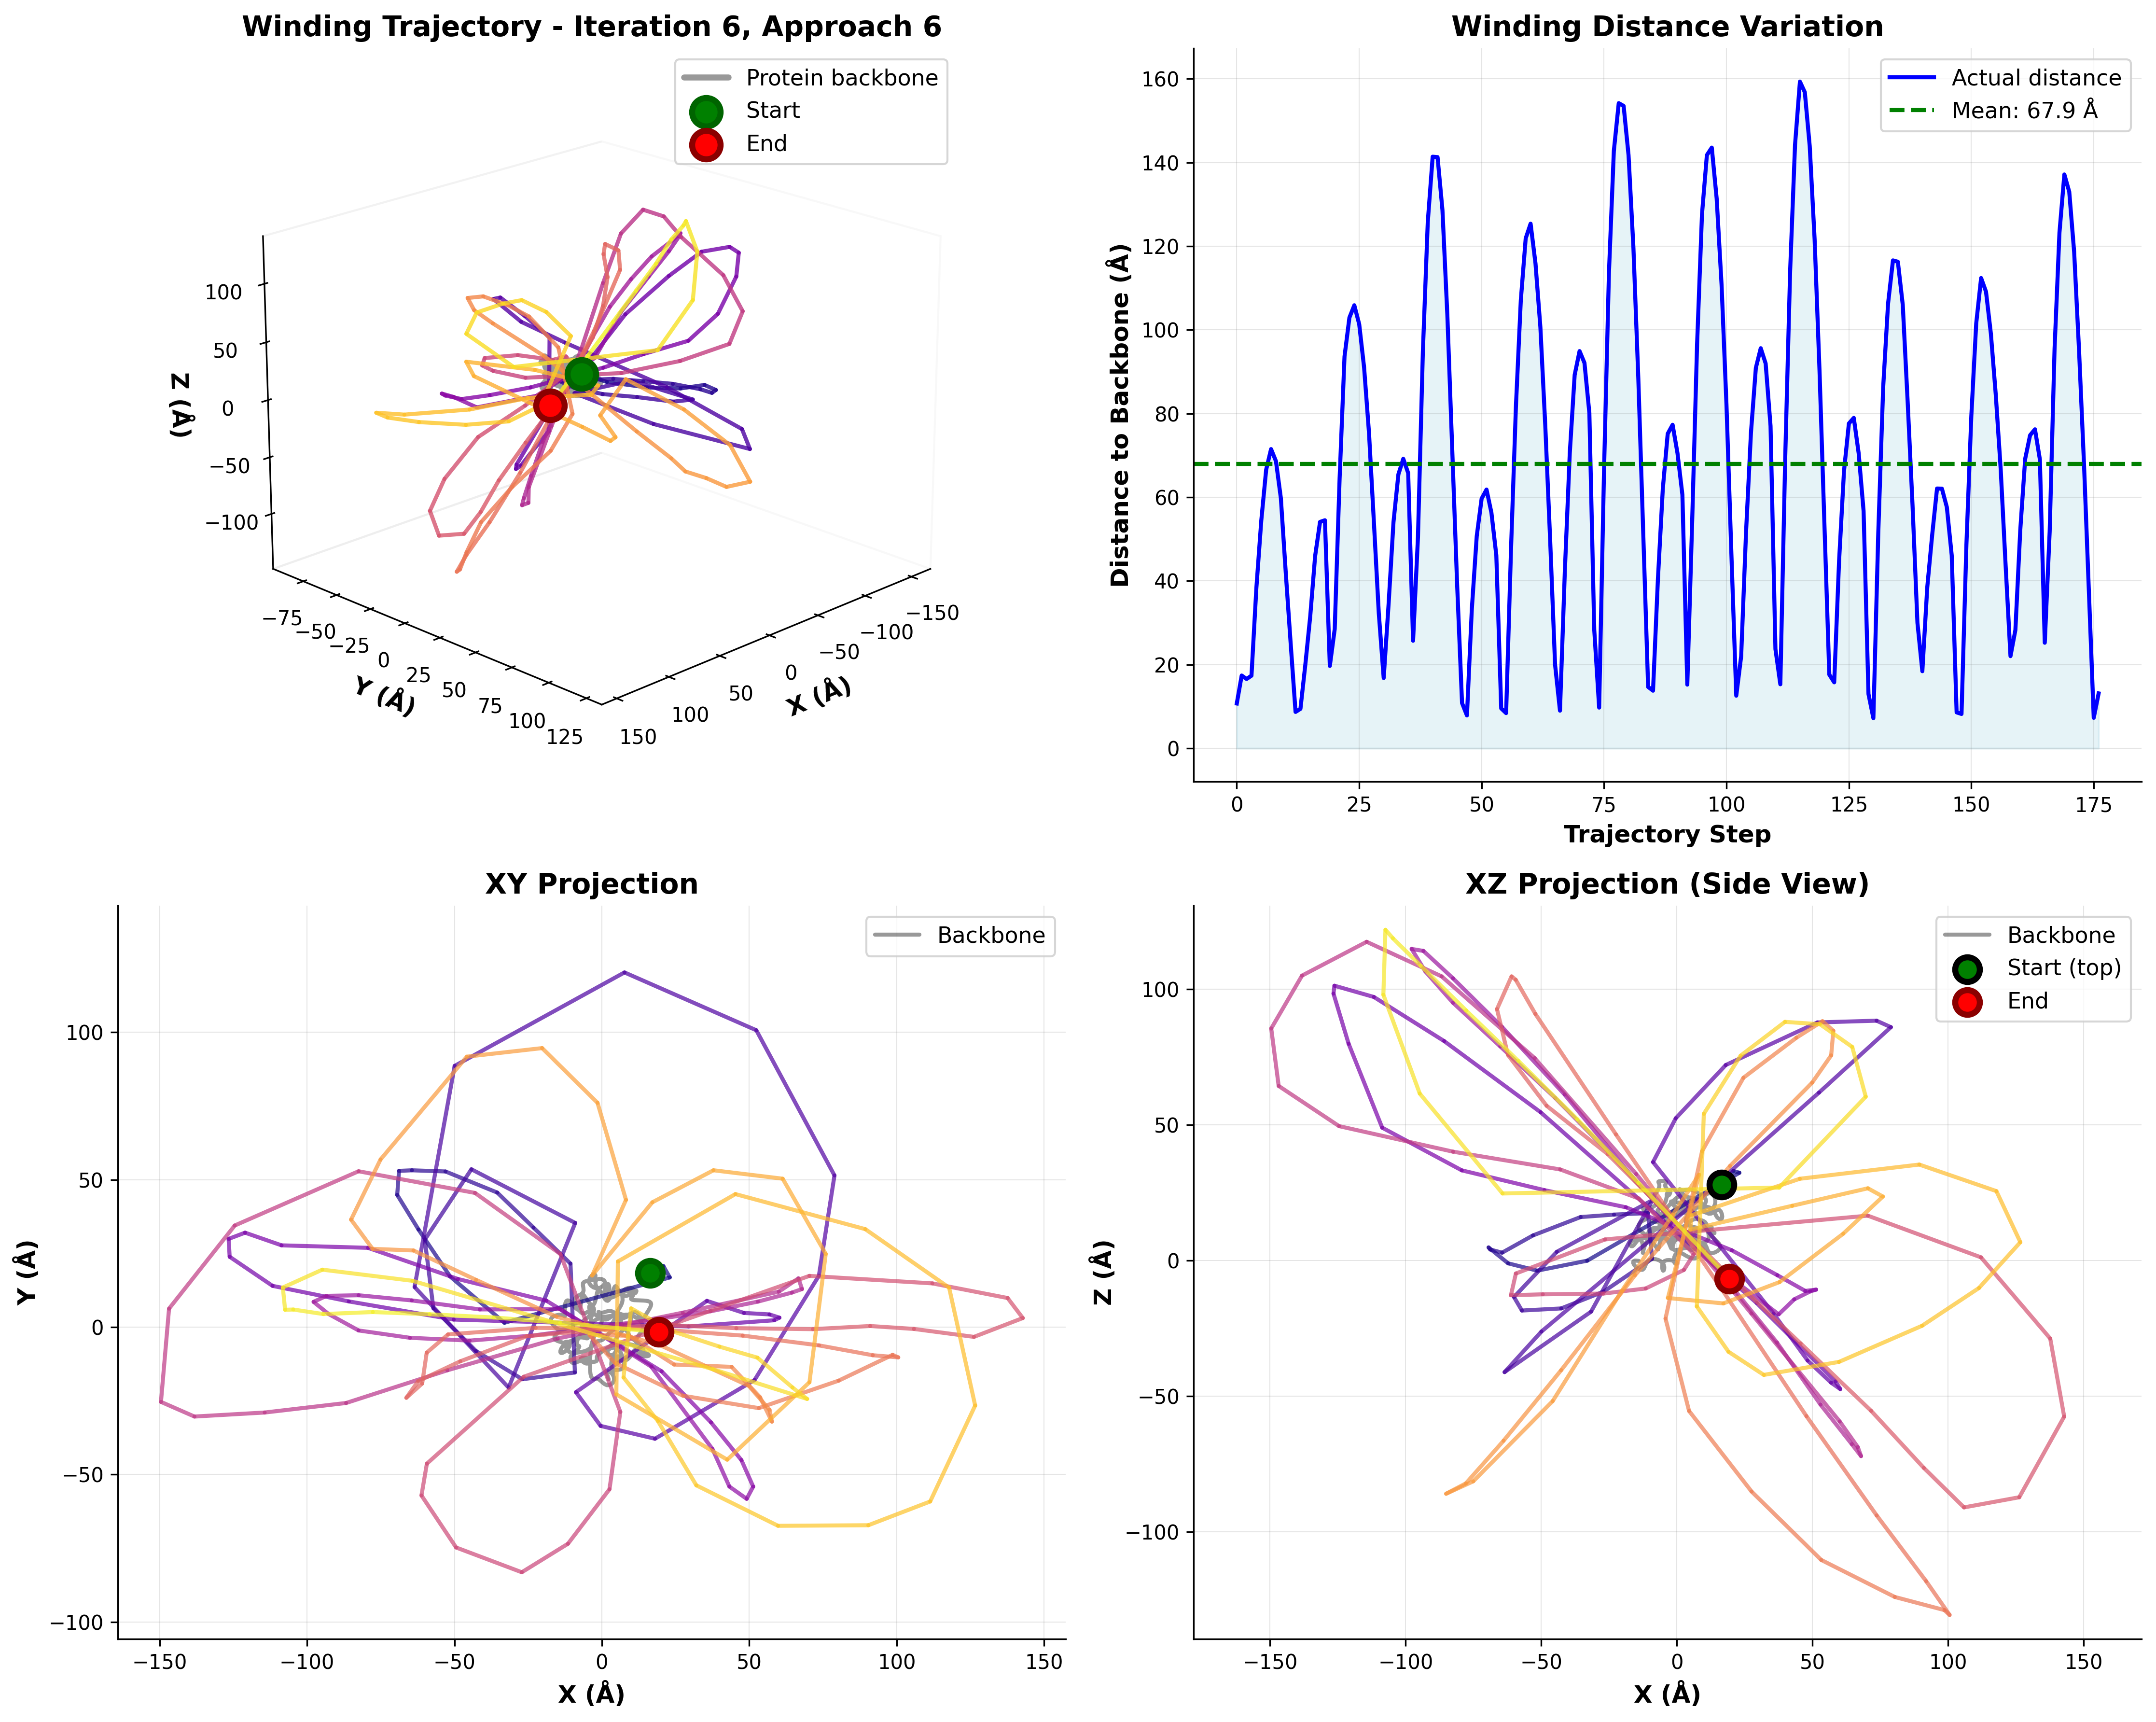 Winding Trajectory - Iteration 6, Approach 6
Protein backbone
Start
End
100
50
0
−50
−100
Z (Å)
−75
−50
−25
0
25
50
75
100
125
Y (Å)
150
100
50
0
−50
−100
−150
X (Å)
Winding Distance Variation
Actual distance
Mean: 67.9 Å
160
140
120
100
80
60
40
20
0
Distance to Backbone (Å)
0 25 50 75 100 125 150 175
Trajectory Step
XY Projection
Backbone
100
50
0
−50
−100
Y (Å)
−150 −100 −50 0 50 100 150
X (Å)
XZ Projection (Side View)
Backbone
Start (top)
End
100
50
0
−50
−100
Z (Å)
−150 −100 −50 0 50 100 150
X (Å)